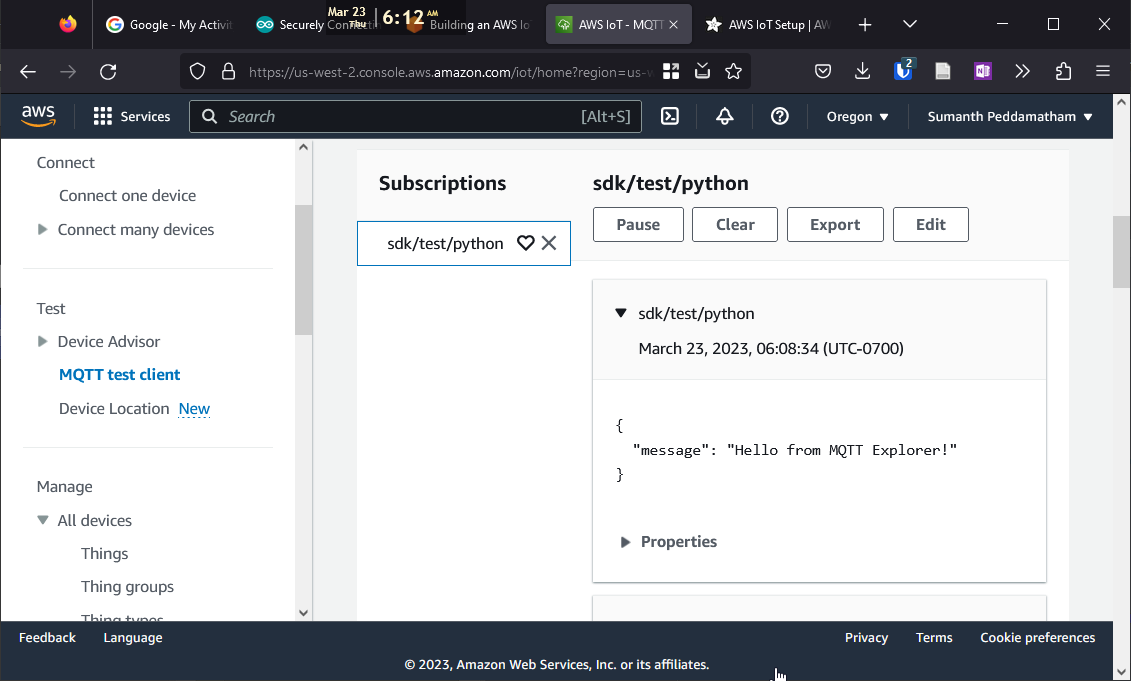 Google - My Activi
Securely Connecti
Mar 23
Thu
6:12 AM
Building an AWS Io
AWS IoT - MQTT
AWS IoT Setup | AW
https://us-west-2.console.aws.amazon.com/iot/home?region=us-w
2
aws
Services
Search
[Alt+S]
Oregon
Sumanth Peddamatham
Connect
Connect one device
Connect many devices
Test
Device Advisor
MQTT test client
Device Location New
Manage
All devices
Things
Thing groups
Thing types
Subscriptions
sdk/test/python
sdk/test/python
Pause
Clear
Export
Edit
sdk/test/python
March 23, 2023, 06:08:34 (UTC-0700)
{
"message": "Hello from MQTT Explorer!"
}
Properties
Feedback
Language
Privacy
Terms
Cookie preferences
© 2023, Amazon Web Services, Inc. or its affiliates.